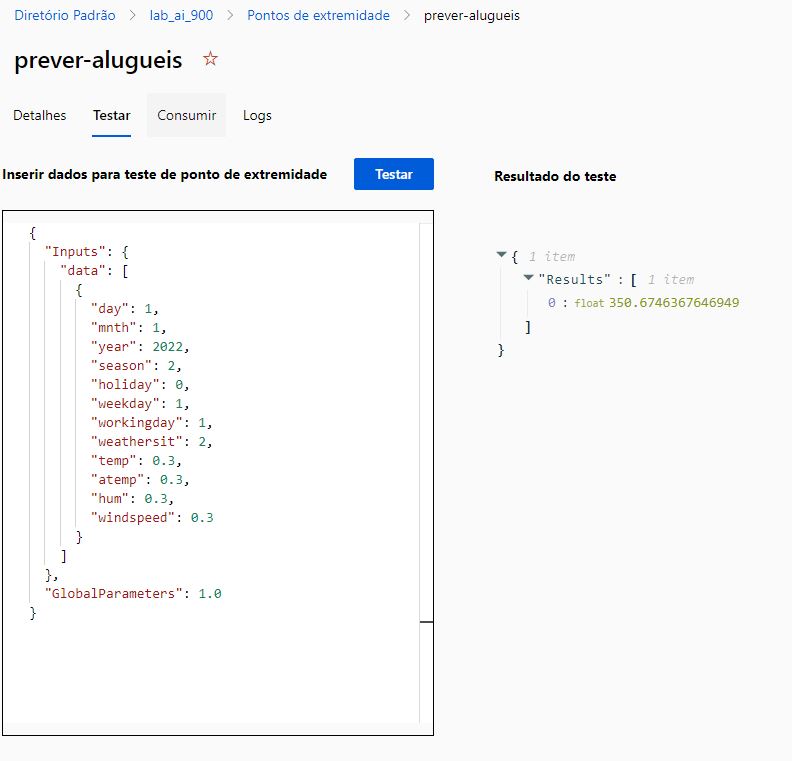 Diretório Padrão > lab_ai_900 > Pontos de extremidade > prever-alugueis
prever-alugueis ☆
Detalhes Testar Consumir Logs
Inserir dados para teste de ponto de extremidade Testar
{
"Inputs": {
"data": [
{
"day": 1,
"mnth": 1,
"year": 2022,
"season": 2,
"holiday": 0,
"weekday": 1,
"workingday": 1,
"weathersit": 2,
"temp": 0.3,
"atemp": 0.3,
"hum": 0.3,
"windspeed": 0.3
}
]
},
"GlobalParameters": 1.0
}
Resultado do teste
{ 1 item
"Results" : [ 1 item
0 : float 350.6746367646949
]
}